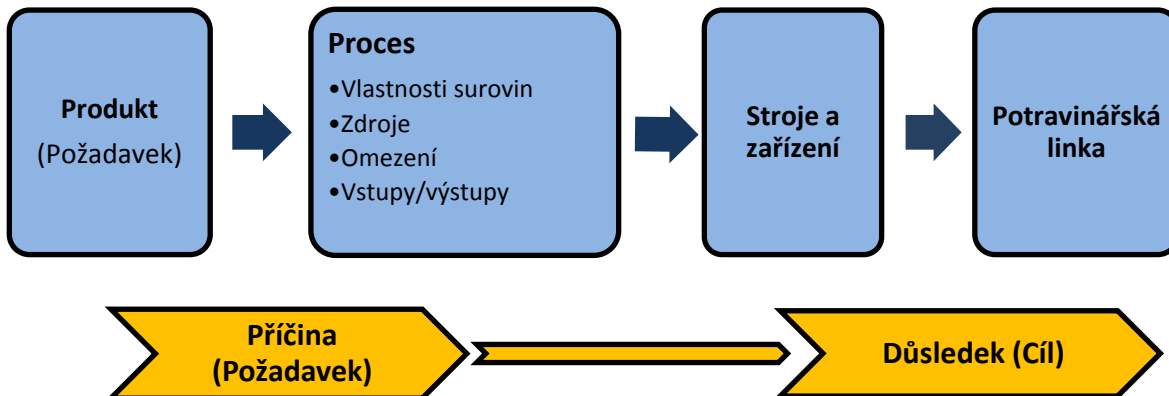 Produkt
(Požadavek)
Proces
•Vlastnosti surovin
•Zdroje
•Omezení
•Vstupy/výstupy
Stroje a
zařízení
Potravinářská
linka
Příčina
(Požadavek)
Důsledek (Cíl)